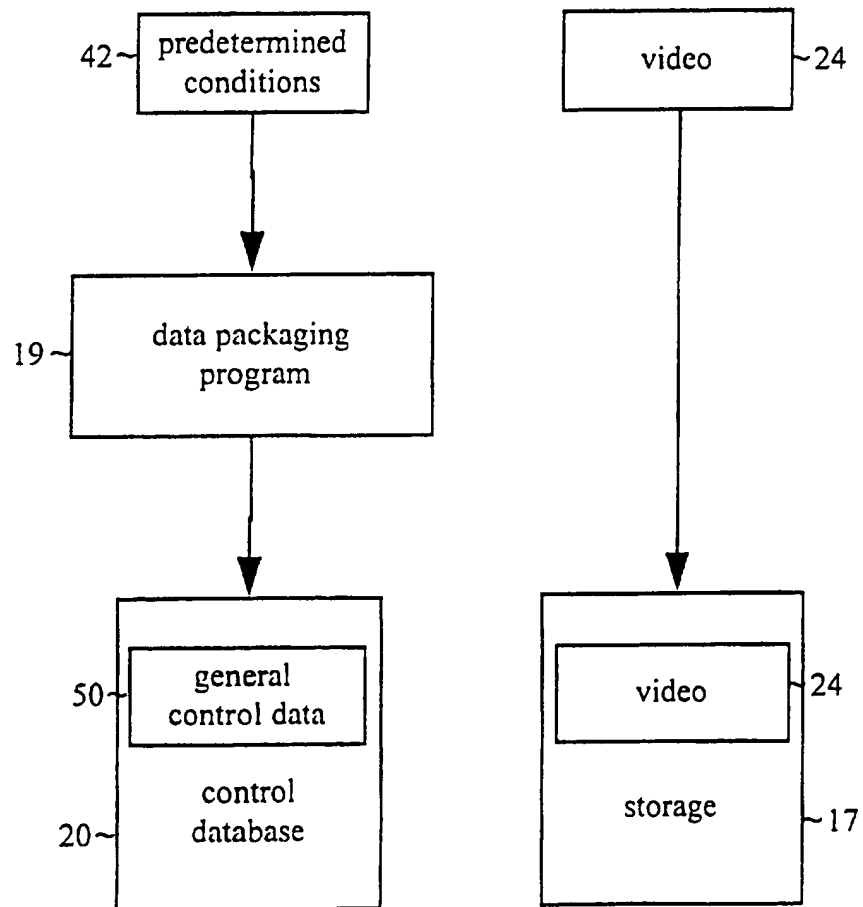 42
predetermined
conditions
video
24
19
data packaging
program
50
general
control data
control
20
database
video
24
storage
17